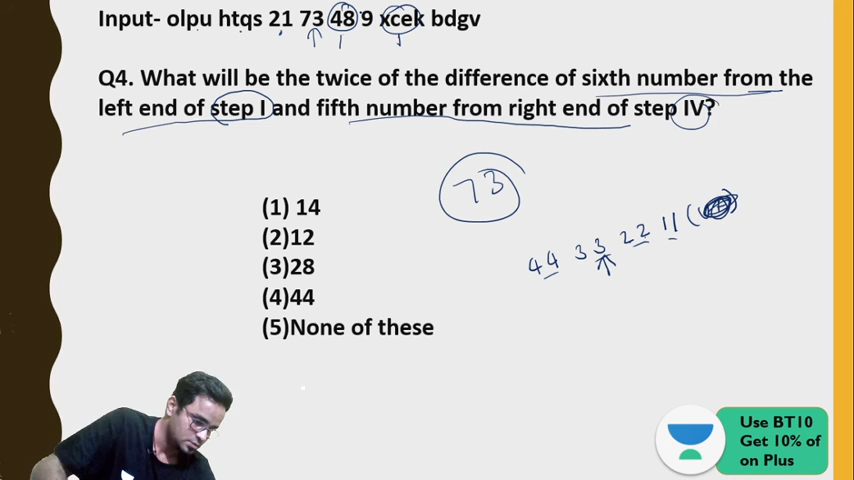 Input- olpu htqs 21 73 48 9 xcek bdgv
Q4. What will be the twice of the difference of sixth number from the
left end of step I and fifth number from right end of step IV?
73
44 33 22 11
(1) 14
(2)12
(3)28
(4)44
(5)None of these
Use BT10
Get 10% of
on Plus